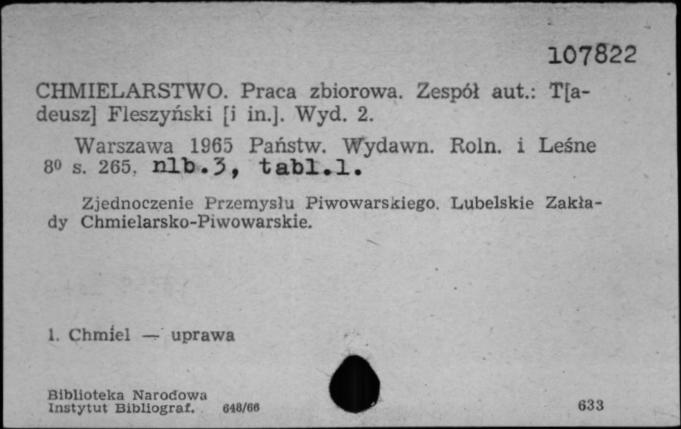 107822
CHMIELARSTWO. Praca zbiorowa. Zespół aut.: T[a-
deusz] Fleszyński [i in.]. Wyd. 2.
Warszawa 1965 Państw. Wydawn. Roln. i Leśne
8⁰ s. 265, nlb.3, tabl.1.
Zjednoczenie Przemysłu Piwowarskiego. Lubelskie Zakła-
dy Chmielarsko-Piwowarskie.
1. Chmiel — uprawa
Biblioteka Narodowa
Instytut Bibliograf. 648/66
633